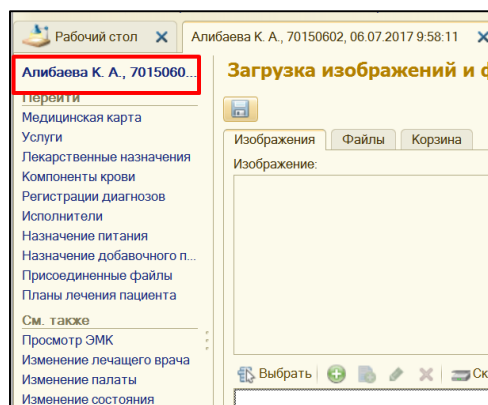 Рабочий стол
Алибаева К. А., 70150602, 06.07.2017 9:58:11
Алибаева К. А., 7015060...
Загрузка изображений и ф
Перейти
Медицинская карта
Услуги
Лекарственные назначения
Компоненты крови
Регистрации диагнозов
Исполнители
Назначение питания
Назначение добавочного п...
Присоединенные файлы
Планы лечения пациента
См. также
Просмотр ЭМК
Изменение лечащего врача
Изменение палаты
Изменение состояния
Изображения Файлы Корзина
Изображение:
Выбрать Ск